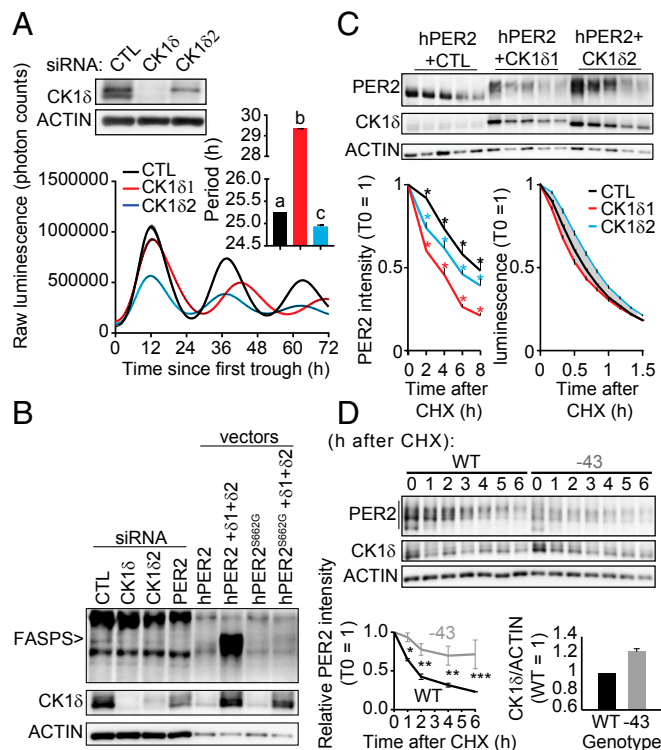 A
siRNA: CTL CK1δ CK1δ2
CK1δ
ACTIN
Raw luminescence (photon counts)
1500000
1000000
500000
0
CTL
CK1δ1
CK1δ2
Period (h)
30
29
26
25.5
25.0
24.5
a
b
c
0 12 24 36 48 60 72
Time since first trough (h)
B
vectors
siRNA
CTL
CK1δ
CK1δ2
PER2
hPER2
hPER2 +δ1+δ2
hPER2S662G
hPER2S662G +δ1+δ2
FASPS>
CK1δ
ACTIN
C
hPER2 +CTL
hPER2 +CK1δ1
hPER2+ CK1δ2
PER2
CK1δ
ACTIN
PER2 intensity (T0 = 1)
1
0.5
0
* * * *
* * * *
* * * *
0 2 4 6 8
Time after CHX (h)
luminescence (T0 = 1)
1
0.5
0
CTL
CK1δ1
CK1δ2
0 0.5 1 1.5
Time after CHX (h)
D
(h after CHX):
WT
-43
0 1 2 3 4 5 6 0 1 2 3 4 5 6
PER2
CK1δ
ACTIN
Relative PER2 intensity (T0 = 1)
1.0
0.5
0
-43
* ** ** ***
WT
0 1 2 3 4 5 6
Time after CHX (h)
CK1δ/ACTIN (WT = 1)
1.4
1.2
1
0.8
0.6
WT -43
Genotype